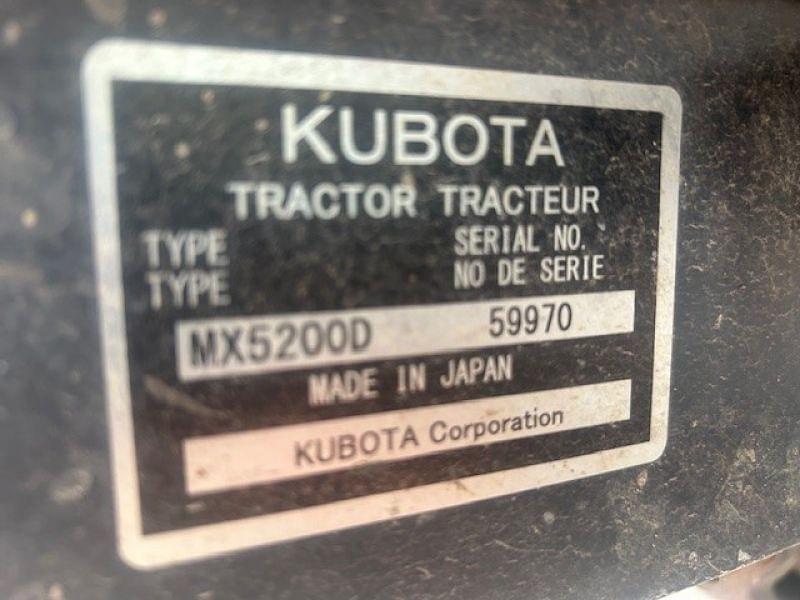 KUBOTA
TRACTOR TRACTEUR
TYPE SERIAL NO.
TYPE NO DE SERIE
MX5200D 59970
MADE IN JAPAN
KUBOTA Corporation